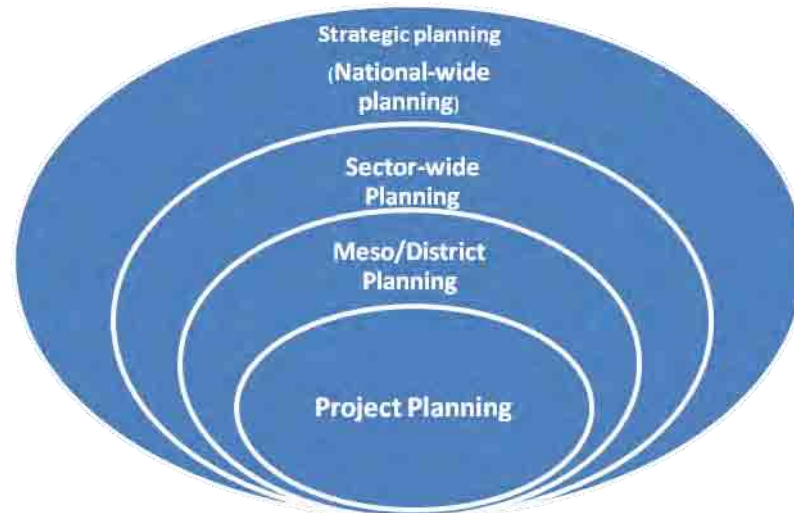 Strategic planning
(National-wide
planning)
Sector-wide
Planning
Meso/District
Planning
Project Planning